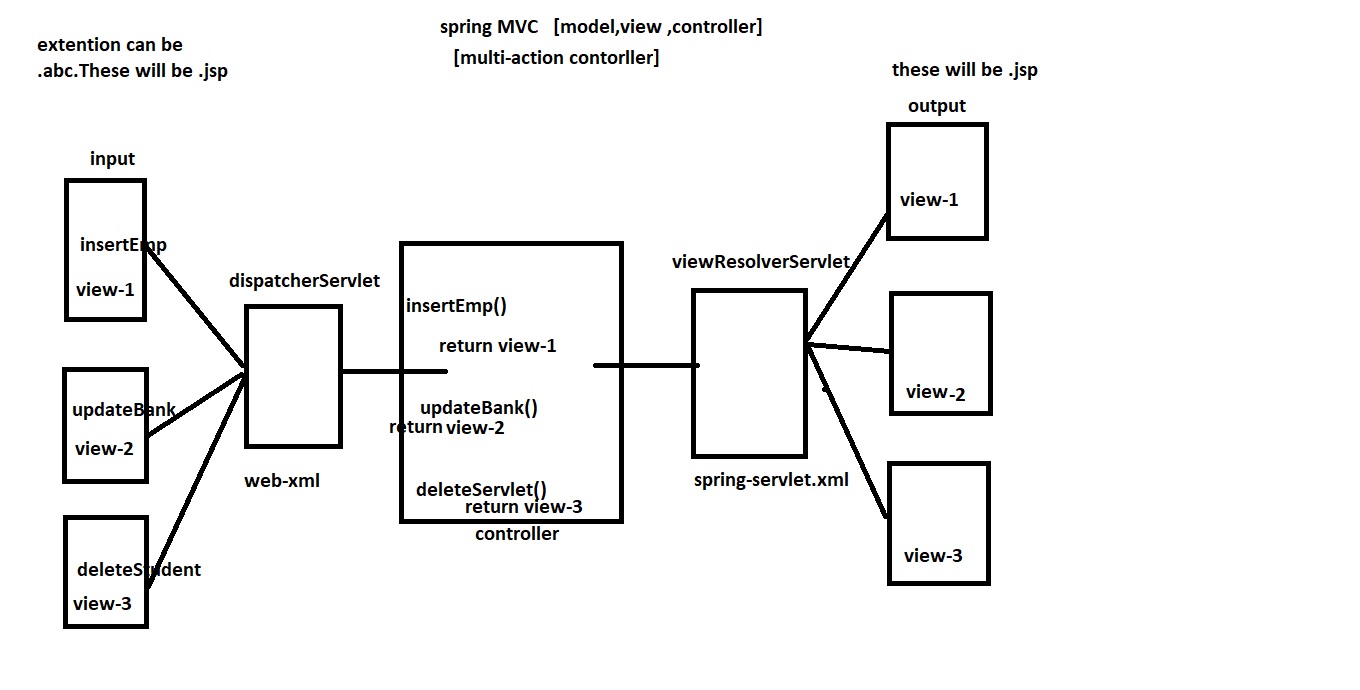 spring MVC [model,view ,controller]
[multi-action contorller]
extention can be
.abc.These will be .jsp
these will be .jsp
output
input
insertEmp
view-1
updateBank
view-2
deleteStudent
view-3
dispatcherServlet
web-xml
insertEmp()
return view-1
updateBank()
return view-2
deleteServlet()
return view-3
controller
viewResolverServlet
spring-servlet.xml
view-1
view-2
view-3